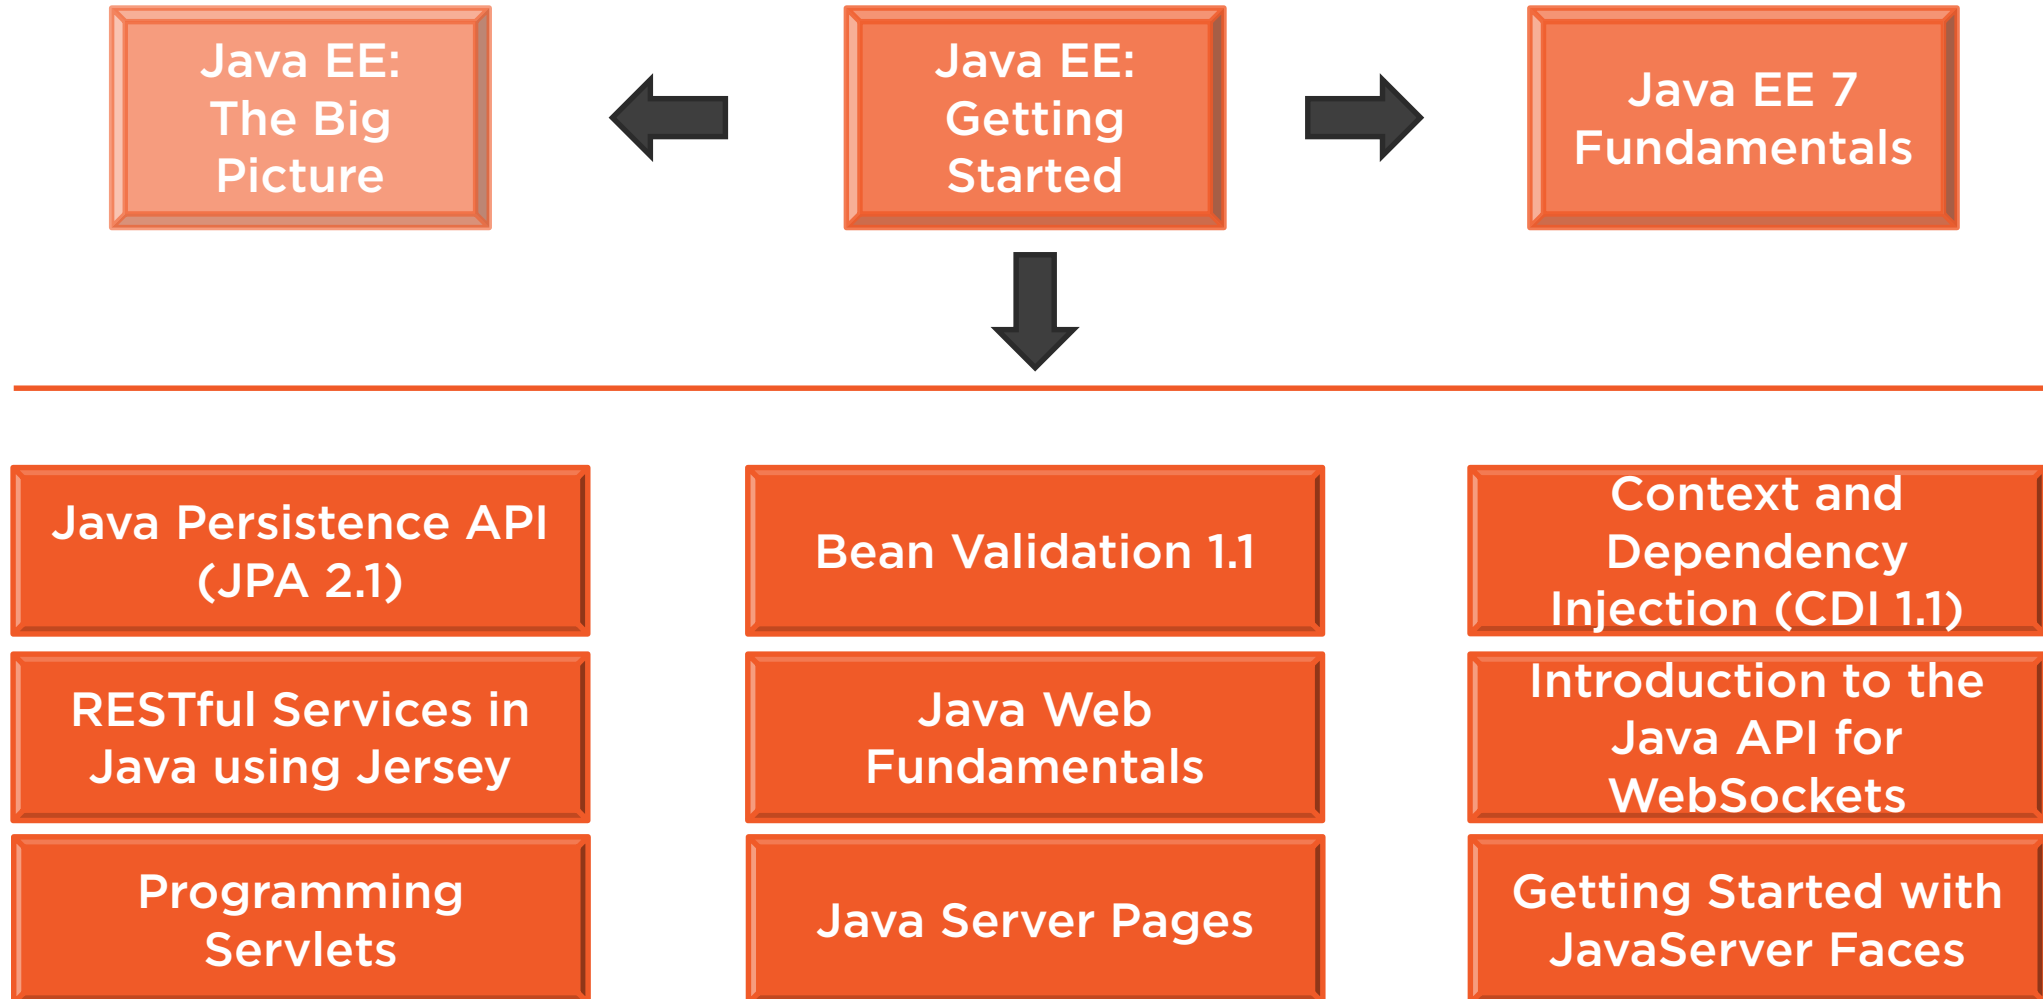 Java EE:
The Big
Picture
Java EE:
Getting
Started
Java EE 7
Fundamentals
Java Persistence API
(JPA 2.1)
Bean Validation 1.1
Context and
Dependency
Injection (CDI 1.1)
RESTful Services in
Java using Jersey
Java Web
Fundamentals
Introduction to the
Java API for
WebSockets
Programming
Servlets
Java Server Pages
Getting Started with
JavaServer Faces